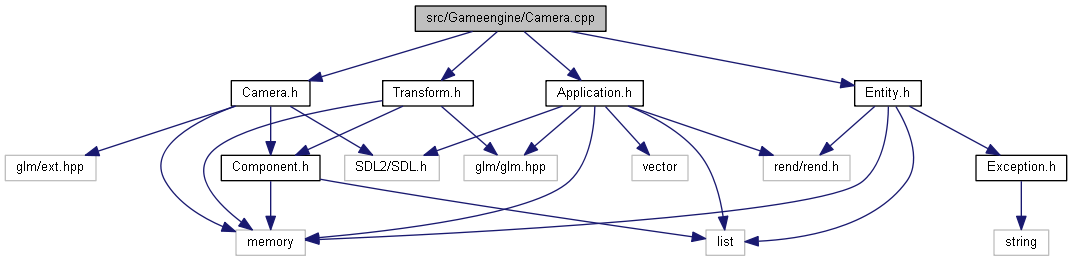 src/Gameengine/Camera.cpp
Camera.h
Transform.h
Application.h
Entity.h
glm/ext.hpp
Component.h
SDL2/SDL.h
glm/glm.hpp
vector
rend/rend.h
Exception.h
memory
list
string